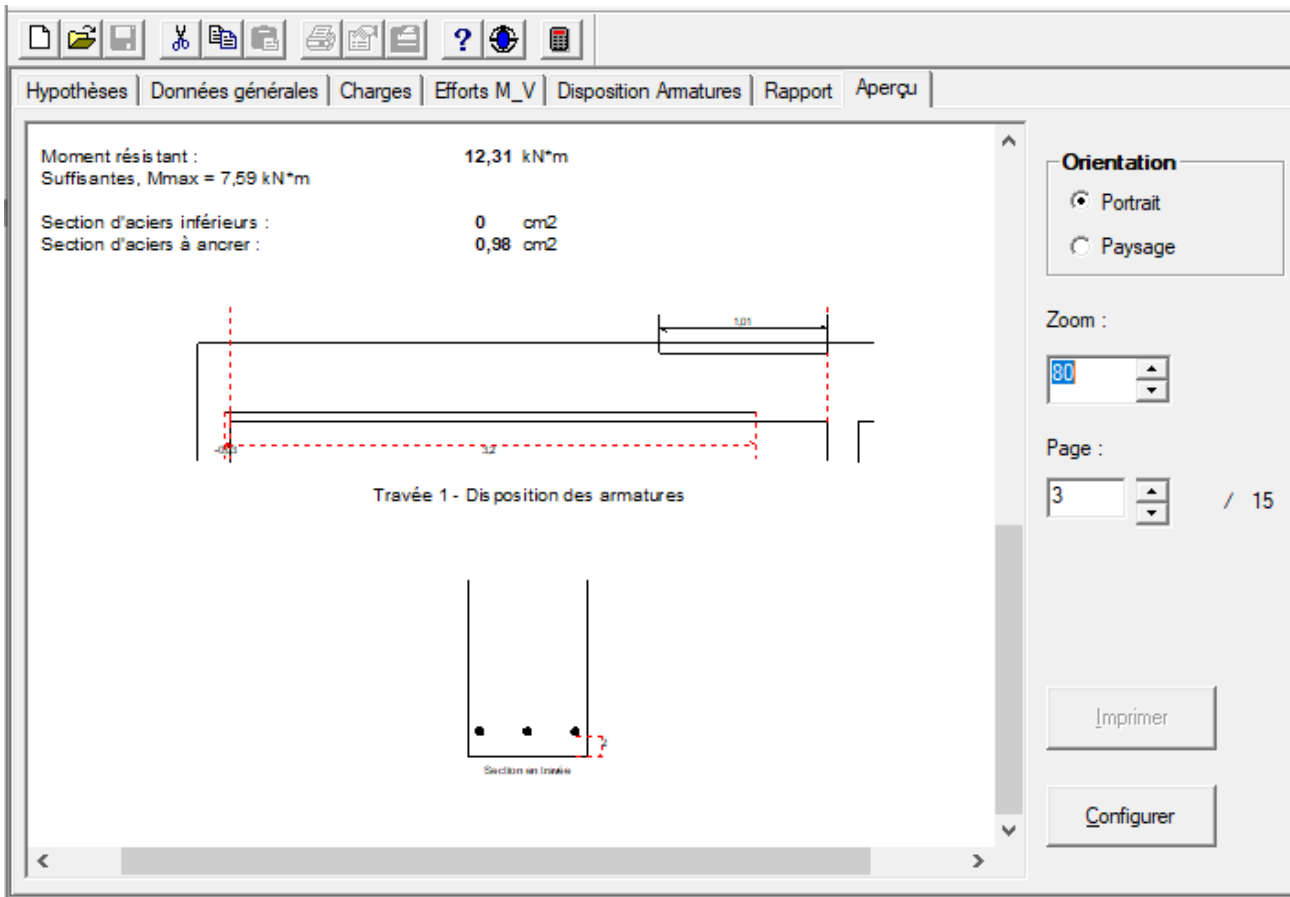 Hypothèses Données générales Charges Efforts M_V Disposition Armatures Rapport Aperçu
Moment résistant : 12,31 kN*m
Suffisantes, Mmax = 7,59 kN*m
Section d'aciers inférieurs : 0 cm2
Section d'aciers à ancrer : 0,98 cm2
1,01
3,2
Travée 1 - Disposition des armatures
2
Section en travée
Orientation
Portrait
Paysage
Zoom :
80
Page :
3 / 15
Imprimer
Configurer